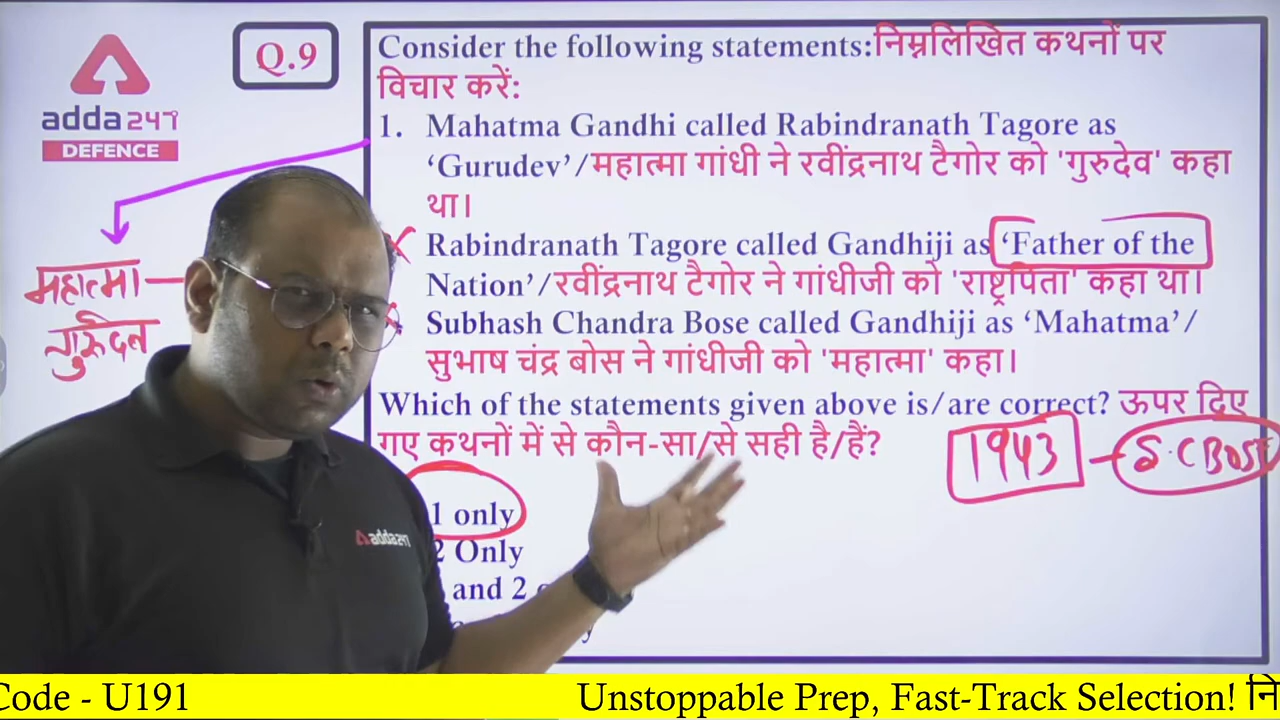 Q.9
adda247
DEFENCE
Consider the following statements:निम्नलिखित कथनों पर
विचार करें:
1. Mahatma Gandhi called Rabindranath Tagore as
‘Gurudev’/महात्मा गांधी ने रवींद्रनाथ टैगोर को 'गुरुदेव' कहा
था।
Rabindranath Tagore called Gandhiji as ‘Father of the
Nation’/रवींद्रनाथ टैगोर ने गांधीजी को 'राष्ट्रपिता' कहा था।
Subhash Chandra Bose called Gandhiji as ‘Mahatma’/
सुभाष चंद्र बोस ने गांधीजी को 'महात्मा' कहा।
Which of the statements given above is/are correct? ऊपर दिए
गए कथनों में से कौन-सा/से सही है/हैं?
महात्मा
गुरुदेव
1943 - S.C BOSE
1 only
2 Only
and 2
adda247
Code - U191
Unstoppable Prep, Fast-Track Selection! नि